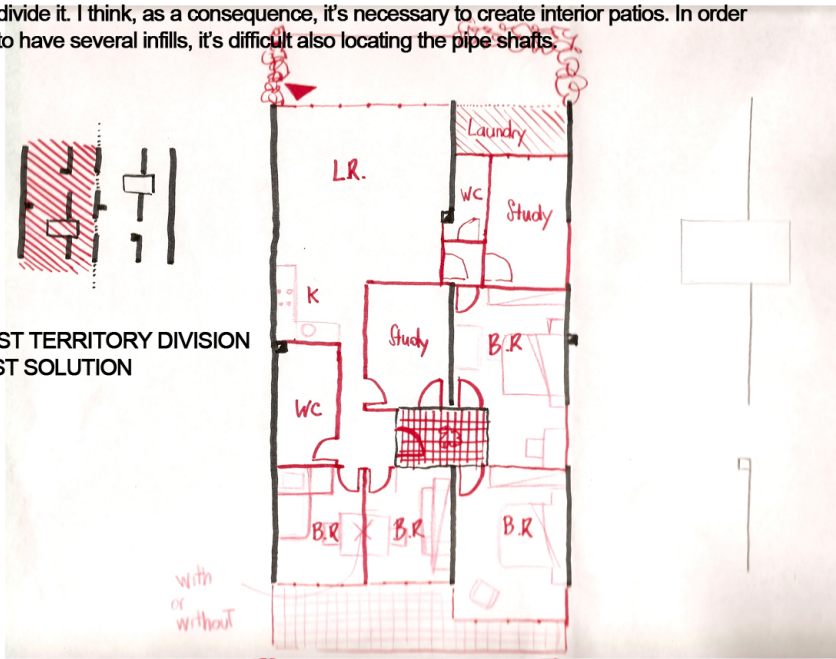 divide it. I think, as a consequence, it's necessary to create interior patios. In order
to have several infills, it's difficult also locating the pipe shafts.
Laundry
LR.
WC
Study
K
ST TERRITORY DIVISION
ST SOLUTION
Study
B.R
WC
B.R
B.R
B.R
with
or
without